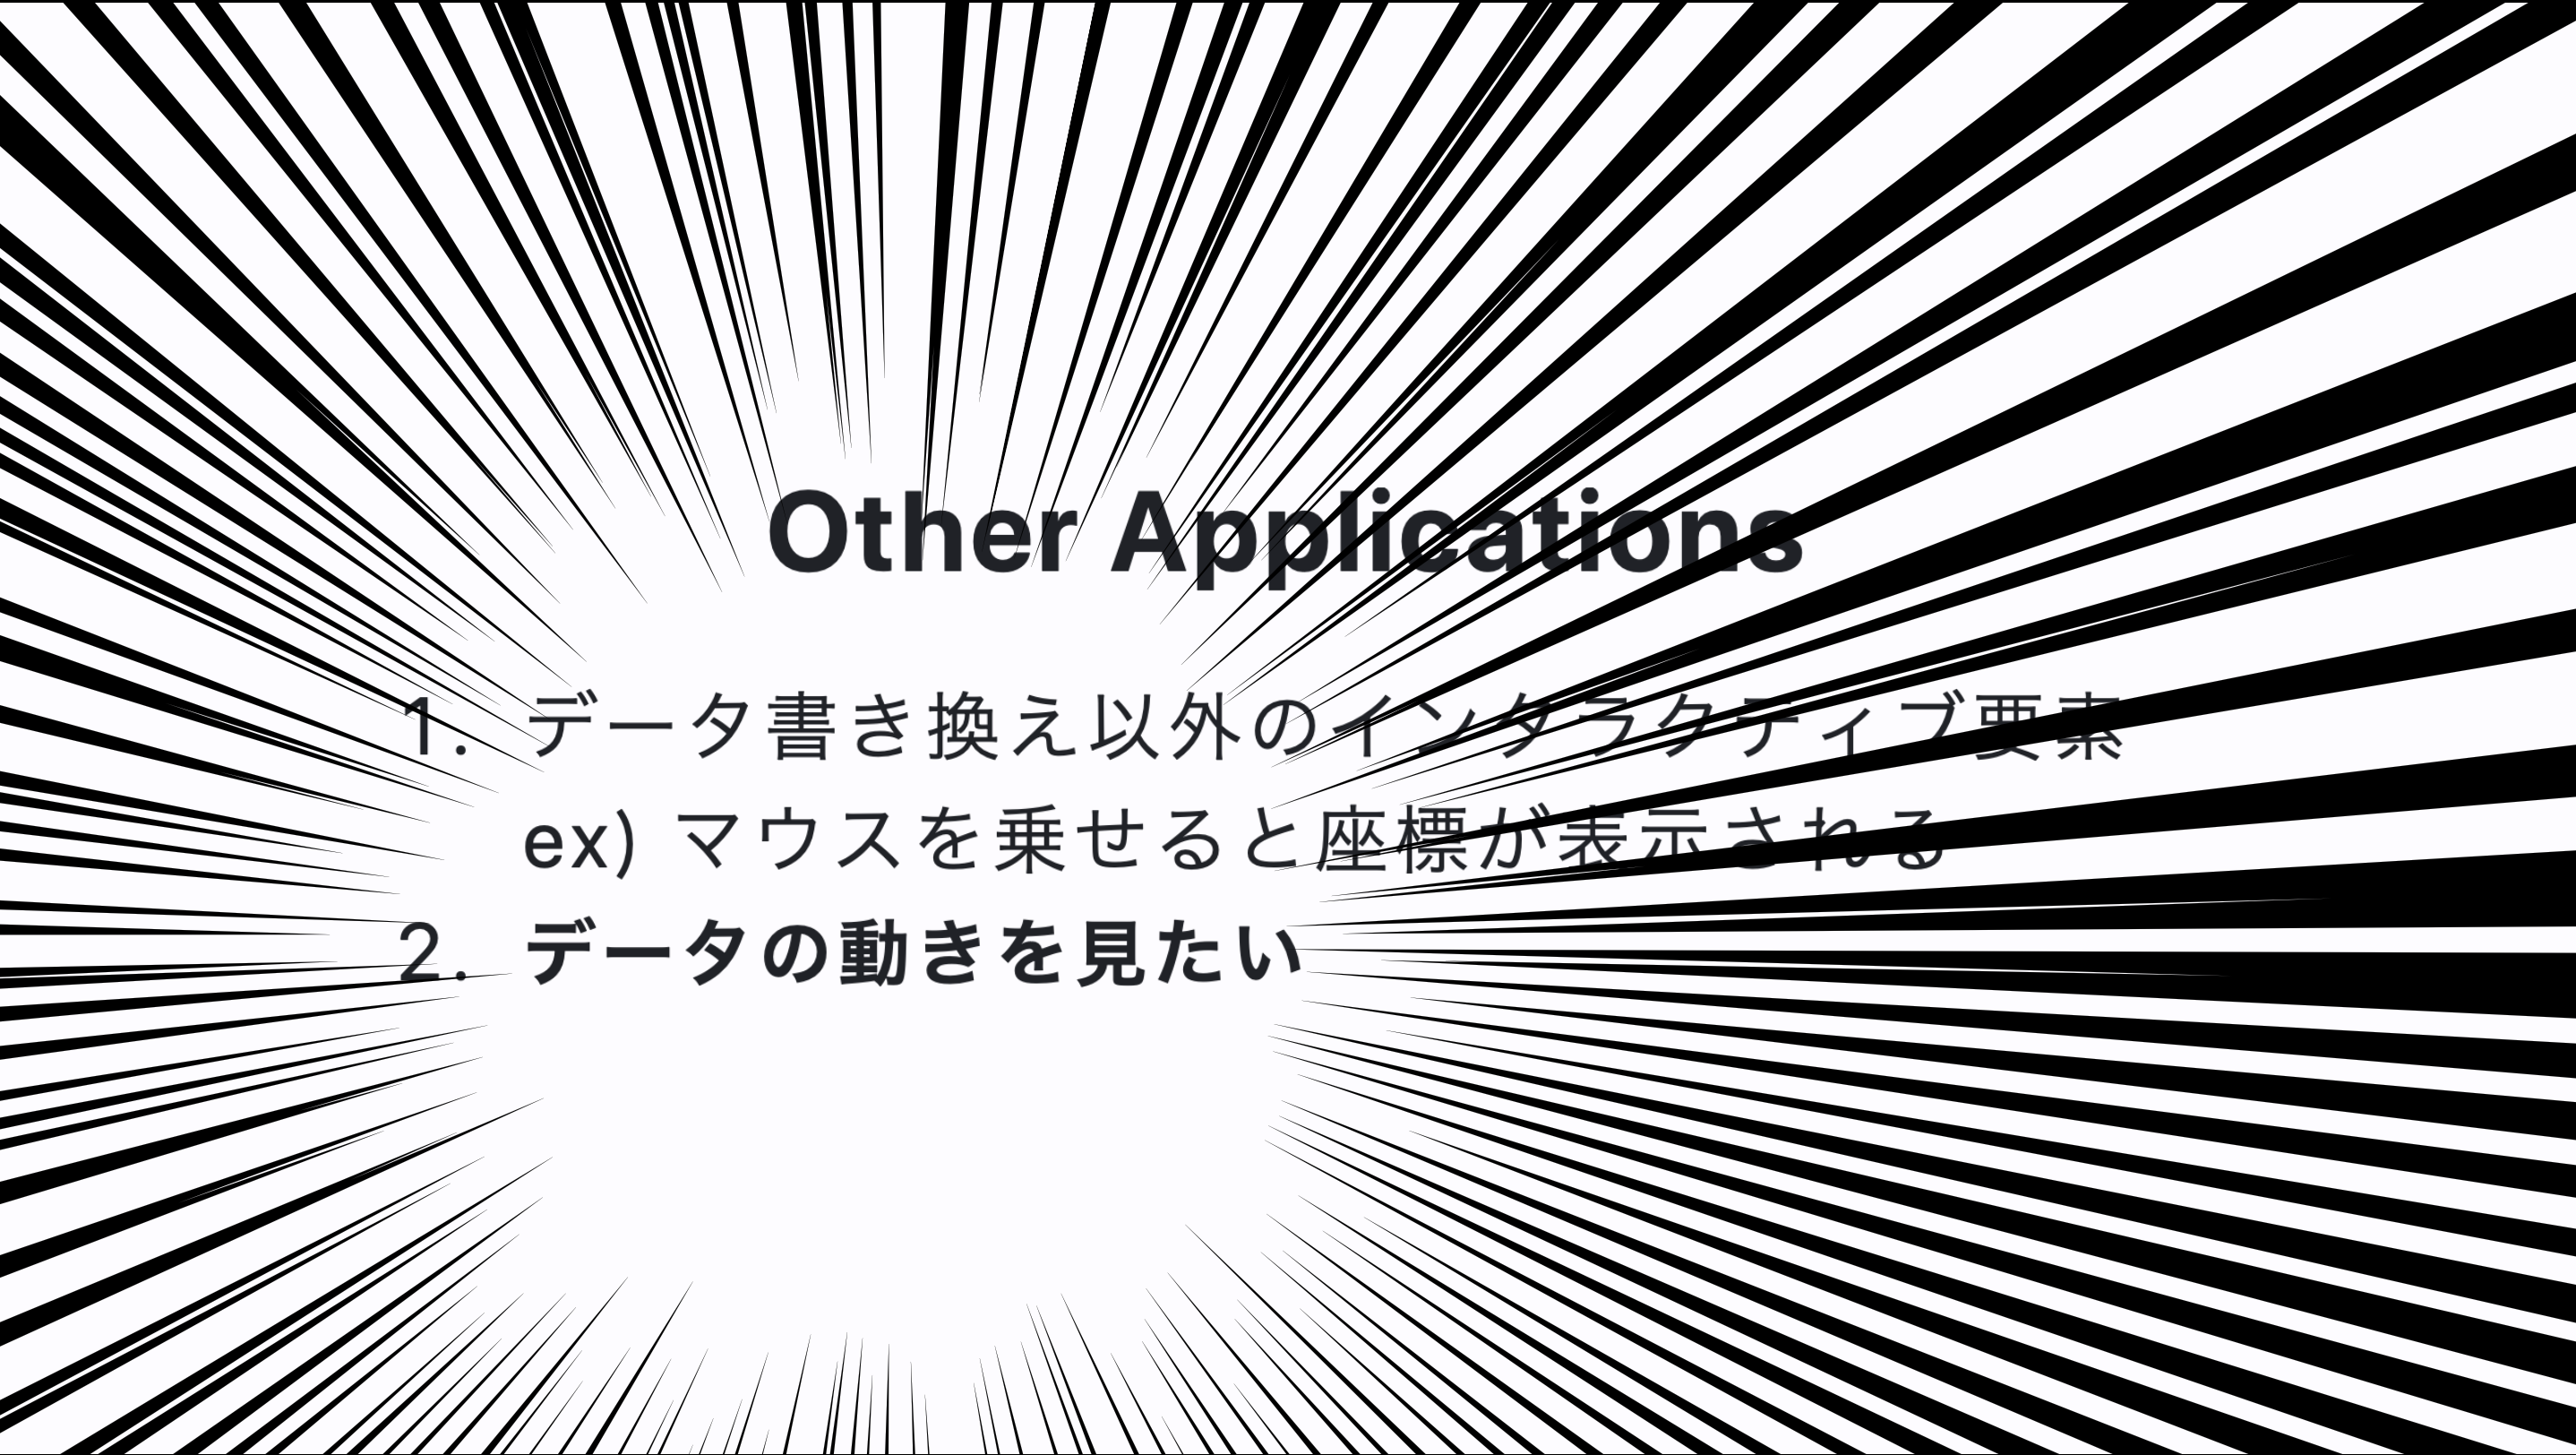 Other Applications
1. データ書き換え以外のインタラクティブ要素
ex) マウスを乗せると座標が表示される
2. データの動きを見たい